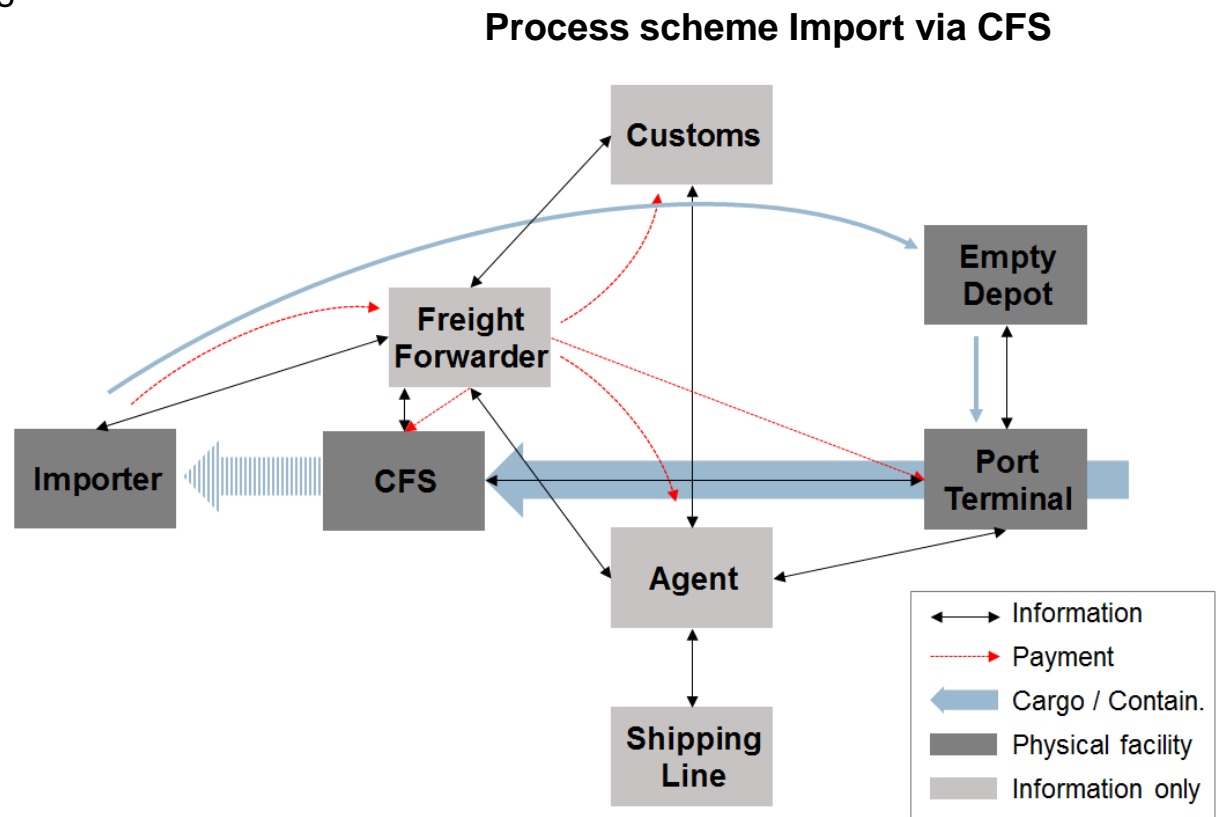 Process scheme Import via CFS
Customs
Empty
Depot
Freight
Forwarder
Importer
CFS
Port
Terminal
Agent
Shipping
Line
Information
Payment
Cargo / Contain.
Physical facility
Information only